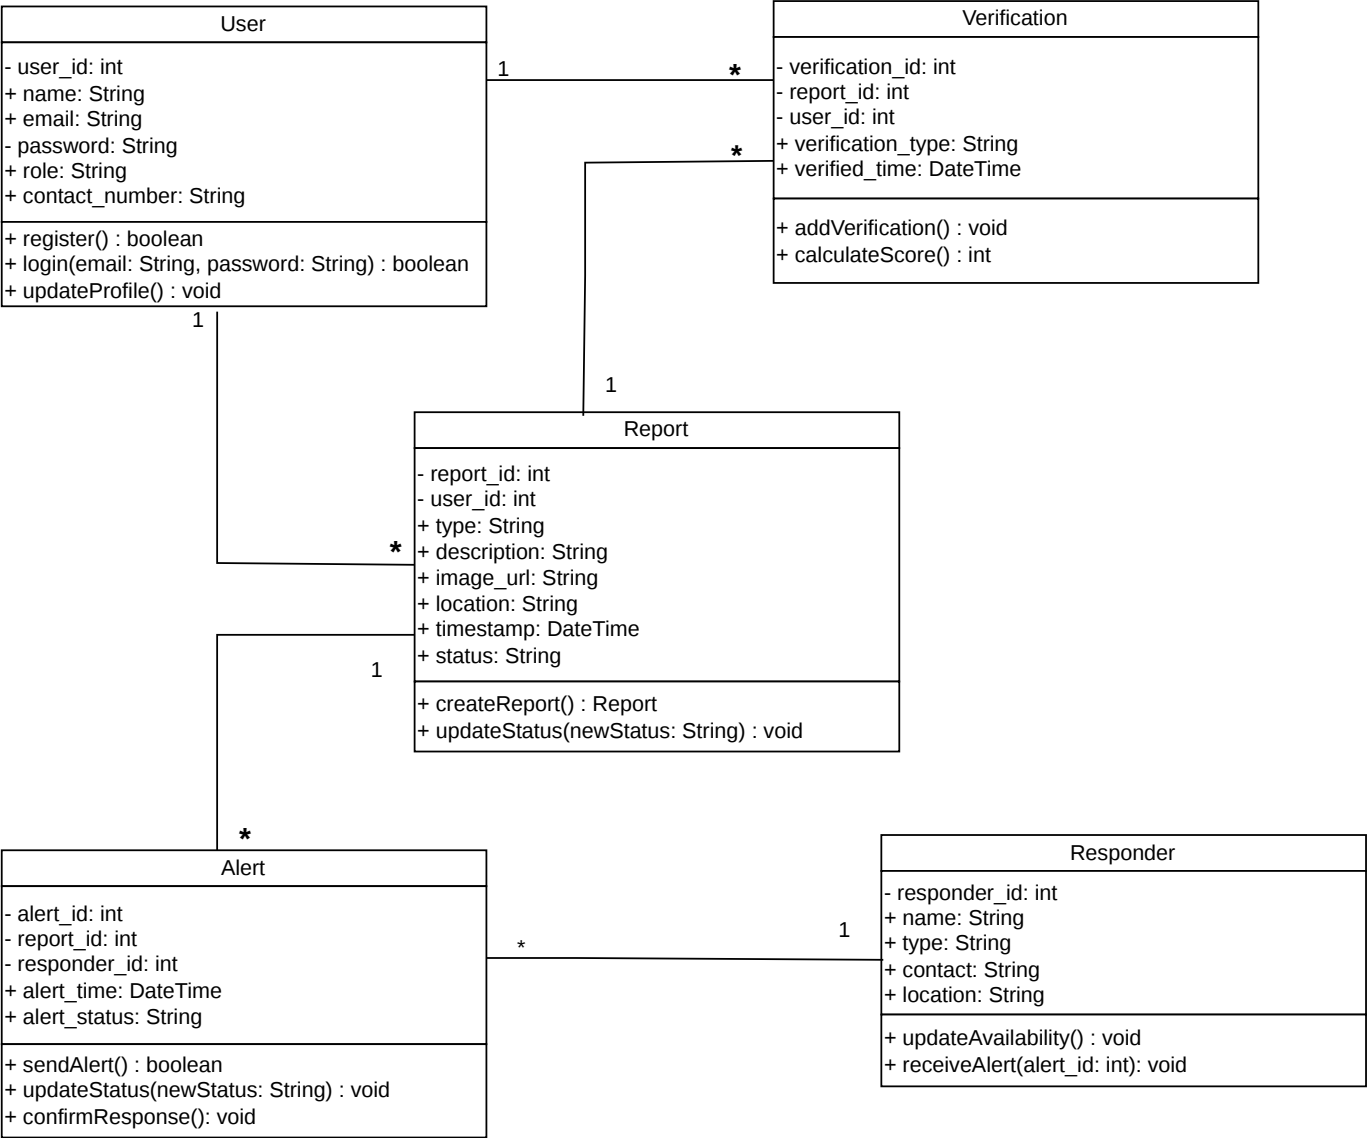 User
- user_id: int
+ name: String
+ email: String
- password: String
+ role: String
+ contact_number: String
+ register() : boolean
+ login(email: String, password: String) : boolean
+ updateProfile() : void
1
*
Verification
- verification_id: int
- report_id: int
- user_id: int
+ verification_type: String
+ verified_time: DateTime
+ addVerification() : void
+ calculateScore() : int
*
1
1
*
Report
- report_id: int
- user_id: int
+ type: String
+ description: String
+ image_url: String
+ location: String
+ timestamp: DateTime
+ status: String
+ createReport() : Report
+ updateStatus(newStatus: String) : void
1
*
Alert
- alert_id: int
- report_id: int
- responder_id: int
+ alert_time: DateTime
+ alert_status: String
+ sendAlert() : boolean
+ updateStatus(newStatus: String) : void
+ confirmResponse(): void
*
1
Responder
- responder_id: int
+ name: String
+ type: String
+ contact: String
+ location: String
+ updateAvailability() : void
+ receiveAlert(alert_id: int): void